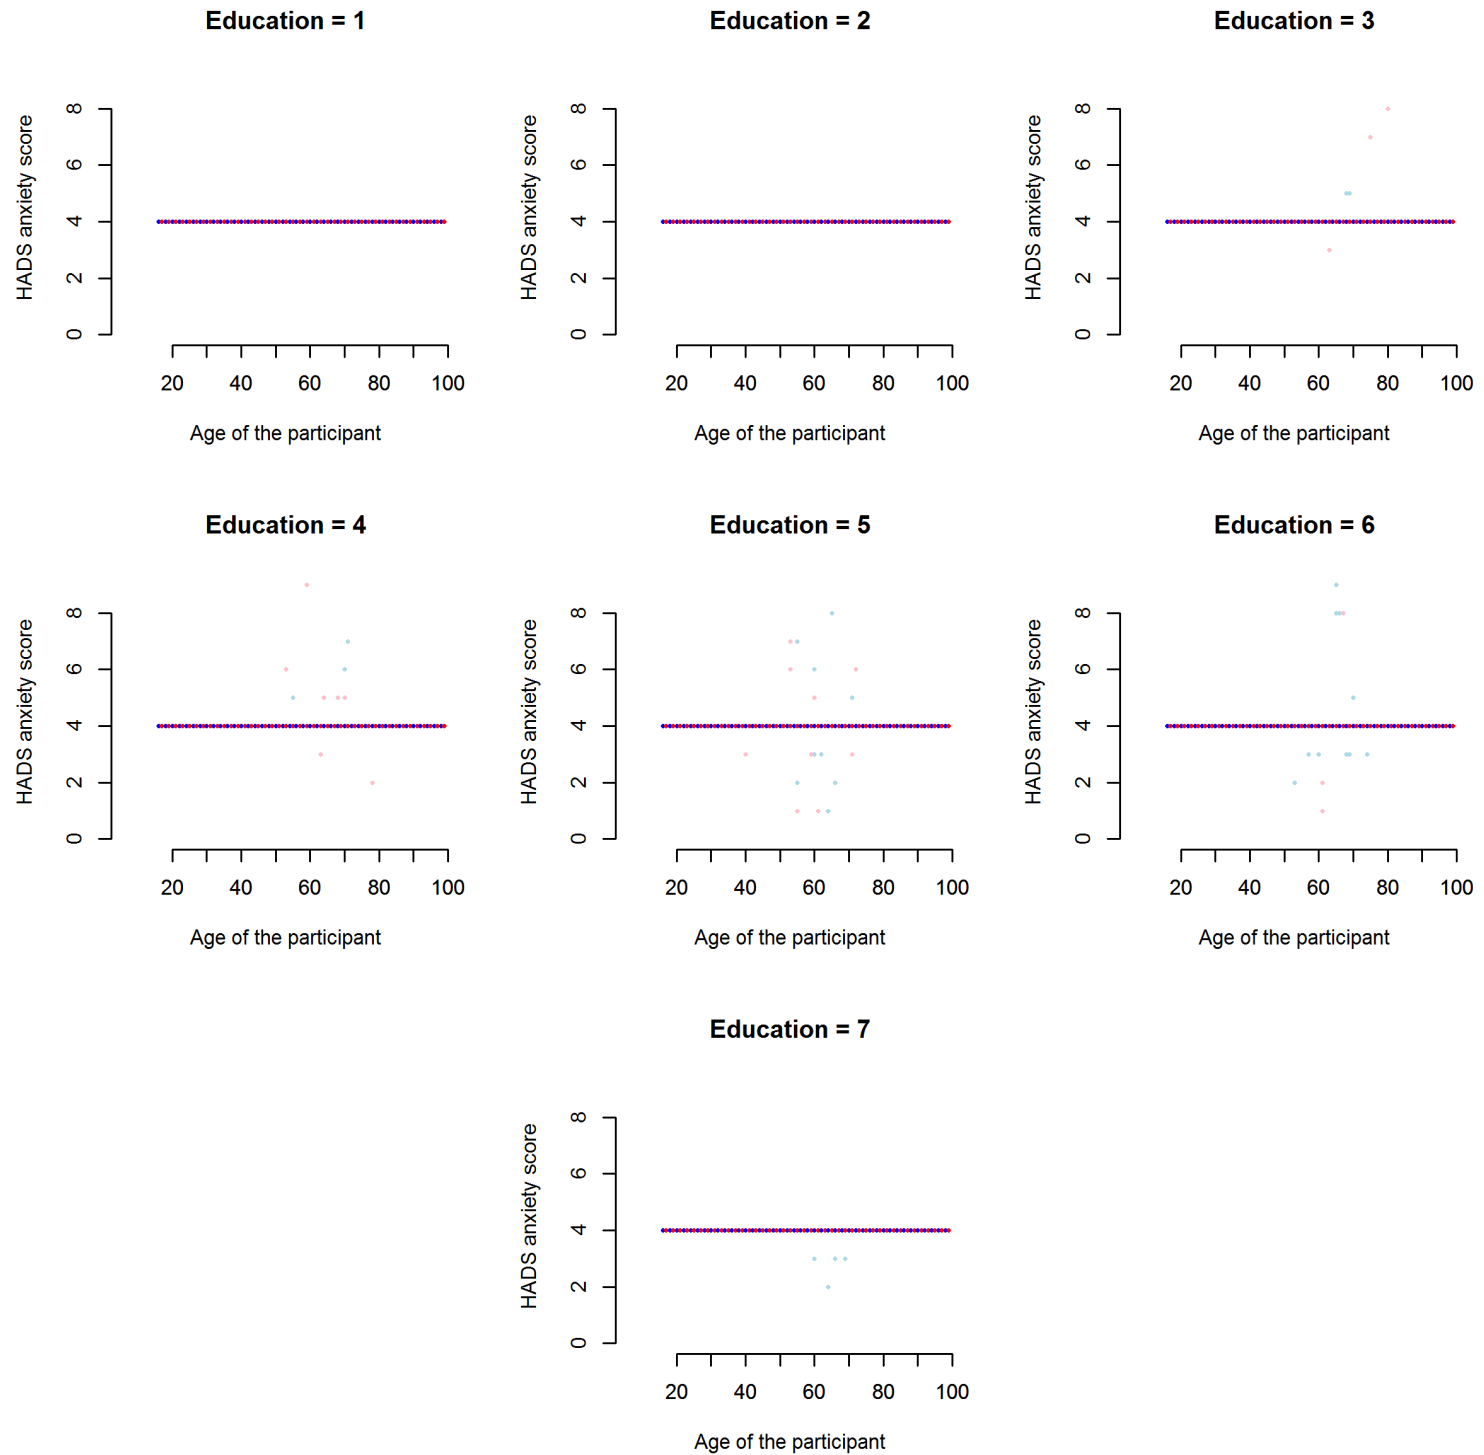 Education = 1
HADS anxiety score
8
6
4
2
0
20 40 60 80 100
Age of the participant
Education = 2
HADS anxiety score
8
6
4
2
0
20 40 60 80 100
Age of the participant
Education = 3
HADS anxiety score
8
6
4
2
0
20 40 60 80 100
Age of the participant
Education = 4
HADS anxiety score
8
6
4
2
0
20 40 60 80 100
Age of the participant
Education = 5
HADS anxiety score
8
6
4
2
0
20 40 60 80 100
Age of the participant
Education = 6
HADS anxiety score
8
6
4
2
0
20 40 60 80 100
Age of the participant
Education = 7
HADS anxiety score
8
6
4
2
0
20 40 60 80 100
Age of the participant